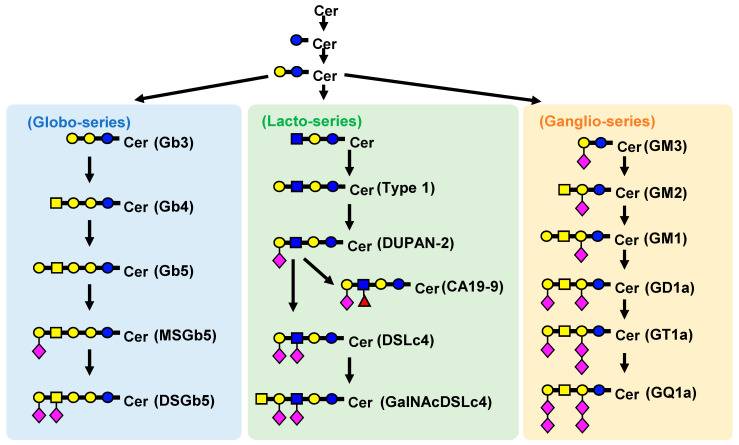 Cer
Cer
Cer
(Globo-series)
Cer (Gb3)
Cer (Gb4)
Cer (Gb5)
Cer (MSGb5)
Cer (DSGb5)
(Lacto-series)
Cer
Cer (Type 1)
Cer (DUPAN-2)
Cer (CA19-9)
Cer (DSLc4)
Cer (GalNAcDSLc4)
(Ganglio-series)
Cer (GM3)
Cer (GM2)
Cer (GM1)
Cer (GD1a)
Cer (GT1a)
Cer (GQ1a)